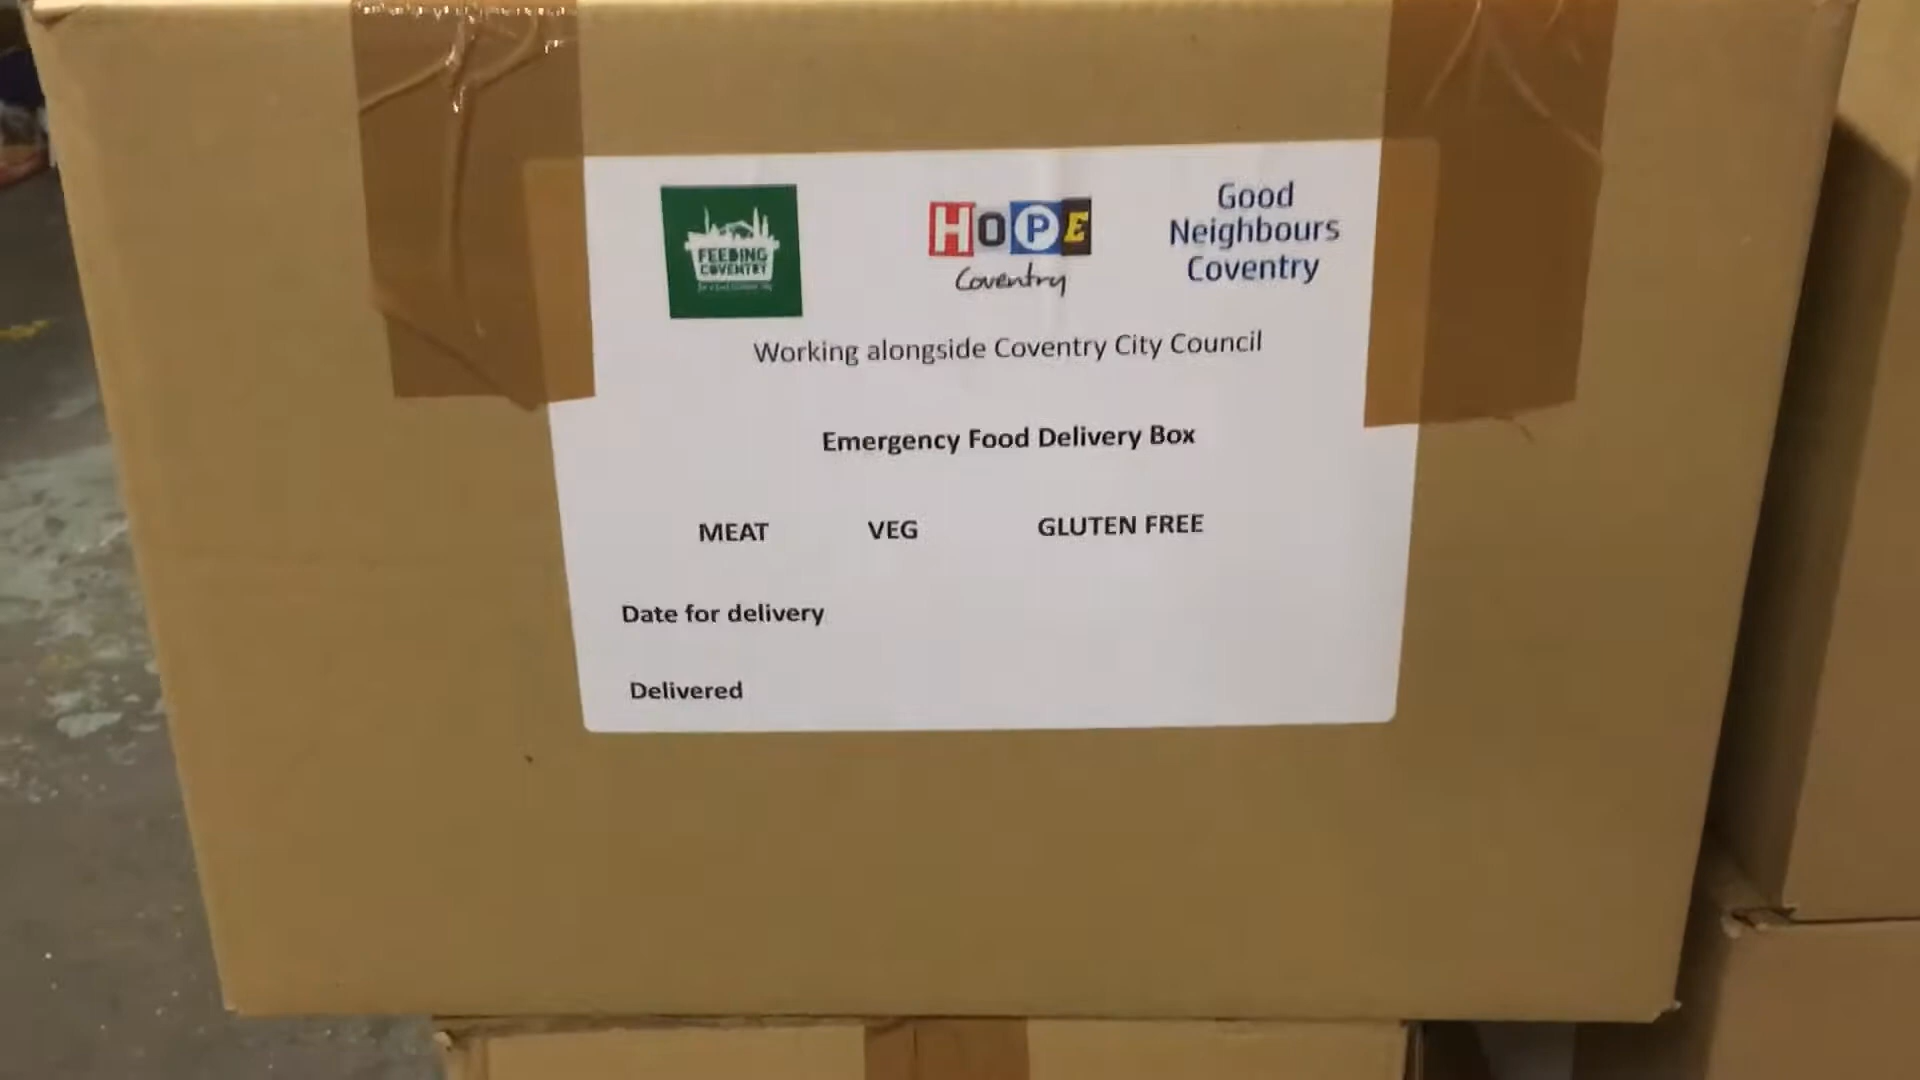 FEEDING
COVENTRY
HOPE
Coventry
Good
Neighbours
Coventry
Working alongside Coventry City Council
Emergency Food Delivery Box
MEAT VEG GLUTEN FREE
Date for delivery
Delivered